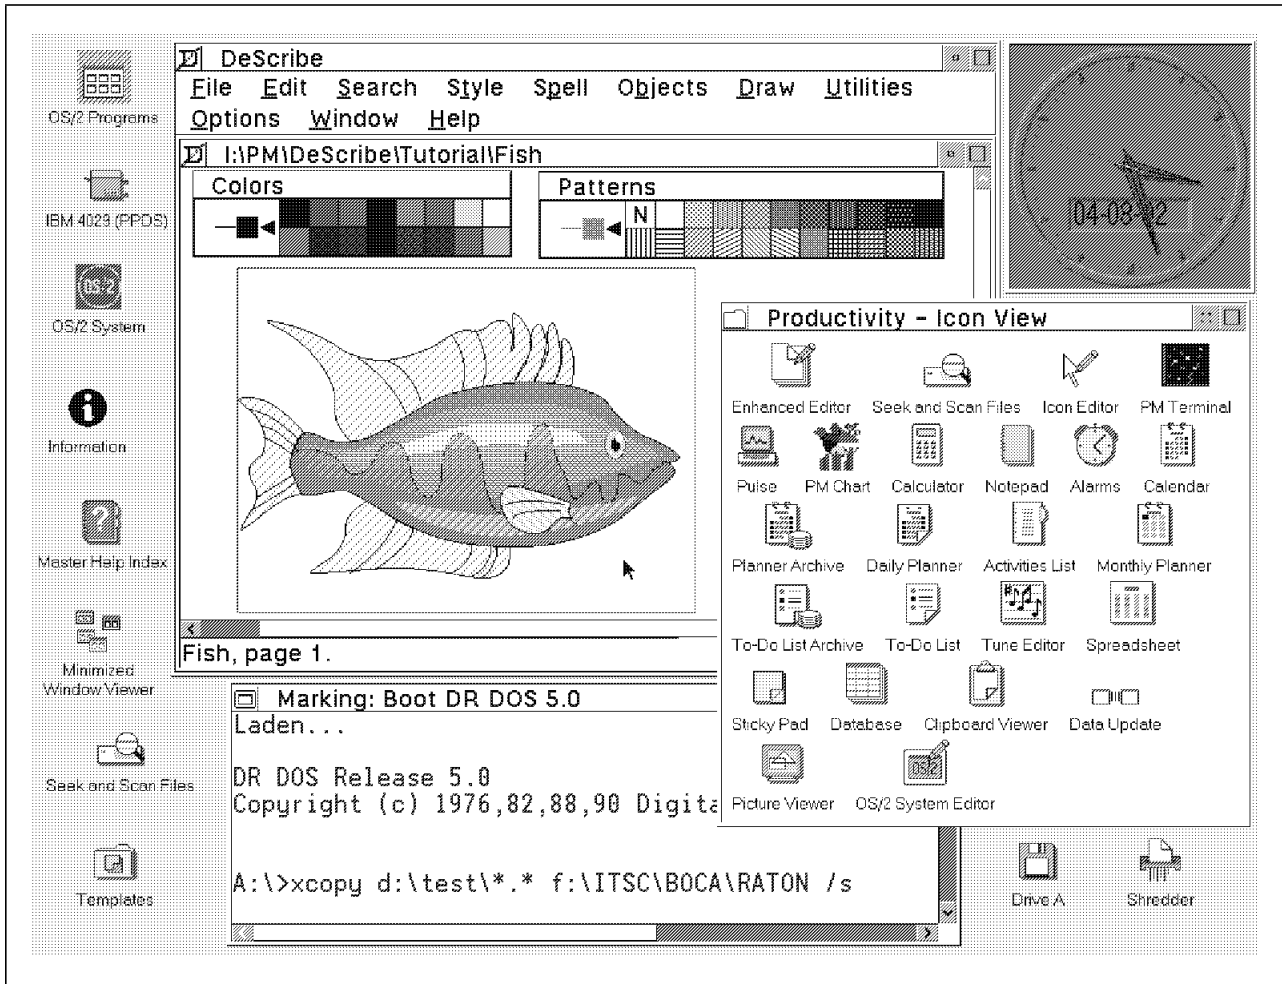 OS/2 Programs
IBM 4029 (PPDS)
OS/2
OS/2 System
Information
Master Help Index
Minimized
Window Viewer
Seek and Scan Files
Templates
DeScribe
File Edit Search Style Spell Objects Draw Utilities
Options Window Help
I:\PM\DeScribe\Tutorial\Fish
Colors
Patterns
N
Fish, page 1.
04-03-92
Productivity - Icon View
Enhanced Editor Seek and Scan Files Icon Editor PM Terminal
Pulse PM Chart Calculator Notepad Alarms Calendar
Planner Archive Daily Planner Activities List Monthly Planner
To-Do List Archive To-Do List Tune Editor Spreadsheet
Sticky Pad Database Clipboard Viewer Data Update
OS/2
Picture Viewer OS/2 System Editor
Marking: Boot DR DOS 5.0
Laden...
DR DOS Release 5.0
Copyright (c) 1976,82,88,90 Digita
A:\>xcopy d:\test\*.* f:\ITSC\BOCA\RATON /s
Drive A
Shredder